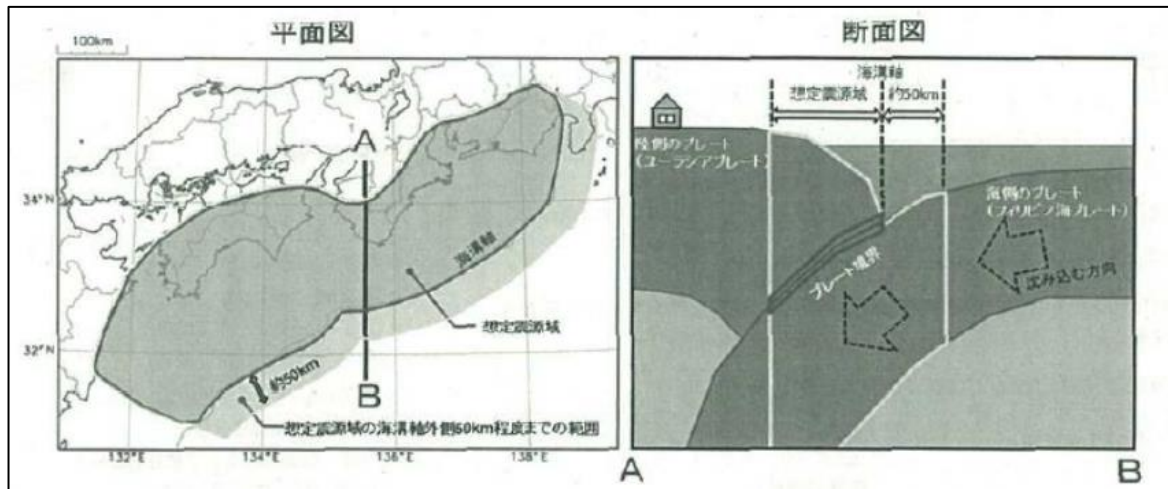 平面図
100km
A
34°N
海溝軸
想定震源域
32°N
約50km
B
想定震源域の海溝軸外側50km程度までの範囲
132°E
134°E
136°E
138°E
断面図
海溝軸
想定震源域
約50km
陸側のプレート
(ユーラシアプレート)
海側のプレート
(フィリピン海プレート)
プレート境界
沈み込む方向
A
B